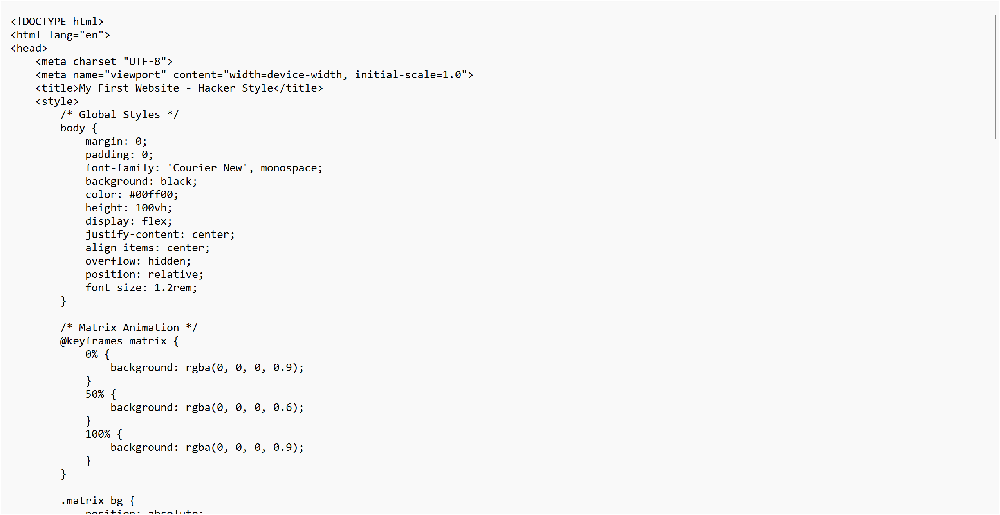 <!DOCTYPE html>
<html lang="en">
<head>
    <meta charset="UTF-8">
    <meta name="viewport" content="width=device-width, initial-scale=1.0">
    <title>My First Website - Hacker Style</title>
    <style>
        /* Global Styles */
        body {
            margin: 0;
            padding: 0;
            font-family: 'Courier New', monospace;
            background: black;
            color: #00ff00;
            height: 100vh;
            display: flex;
            justify-content: center;
            align-items: center;
            overflow: hidden;
            position: relative;
            font-size: 1.2rem;
        }

        /* Matrix Animation */
        @keyframes matrix {
            0% {
                background: rgba(0, 0, 0, 0.9);
            }
            50% {
                background: rgba(0, 0, 0, 0.6);
            }
            100% {
                background: rgba(0, 0, 0, 0.9);
            }
        }

        .matrix-bg {
            position: absolute;